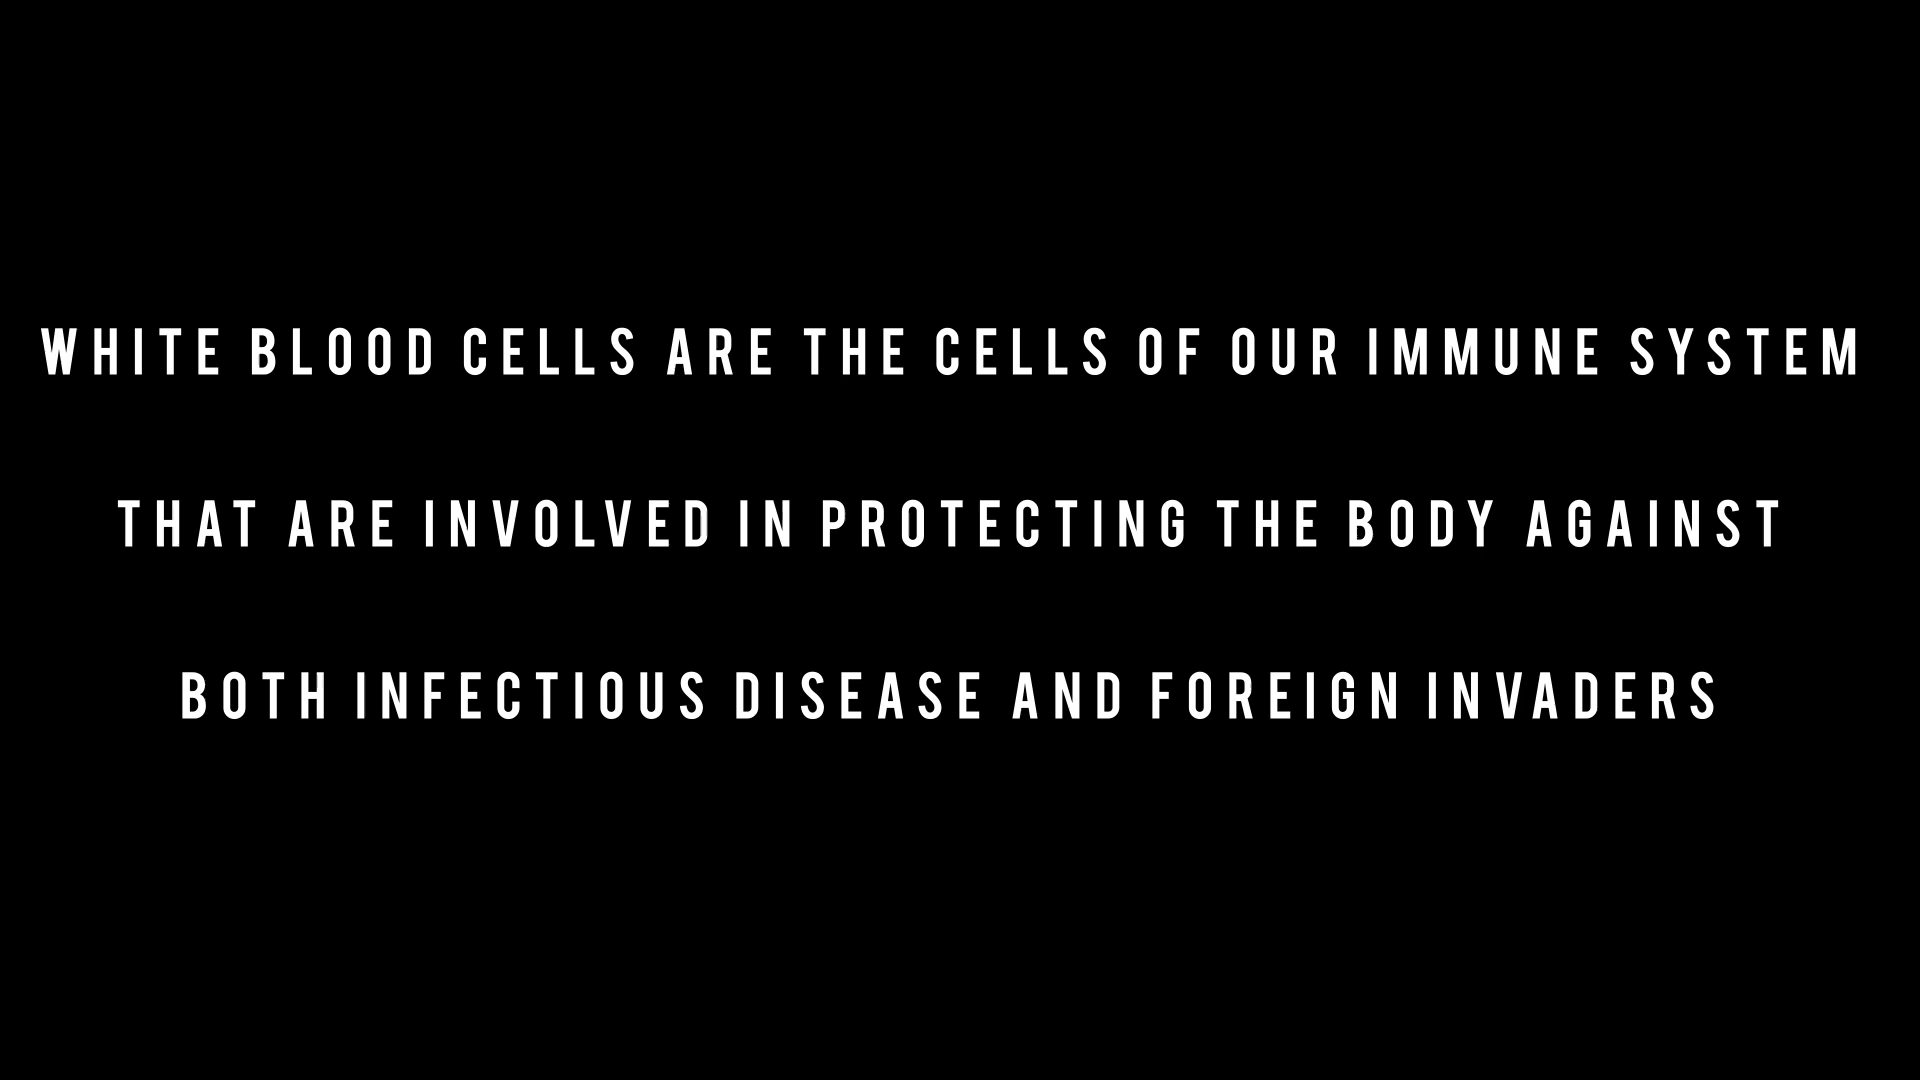 WHITE BLOOD CELLS ARE THE CELLS OF OUR IMMUNE SYSTEM
THAT ARE INVOLVED IN PROTECTING THE BODY AGAINST
BOTH INFECTIOUS DISEASE AND FOREIGN INVADERS